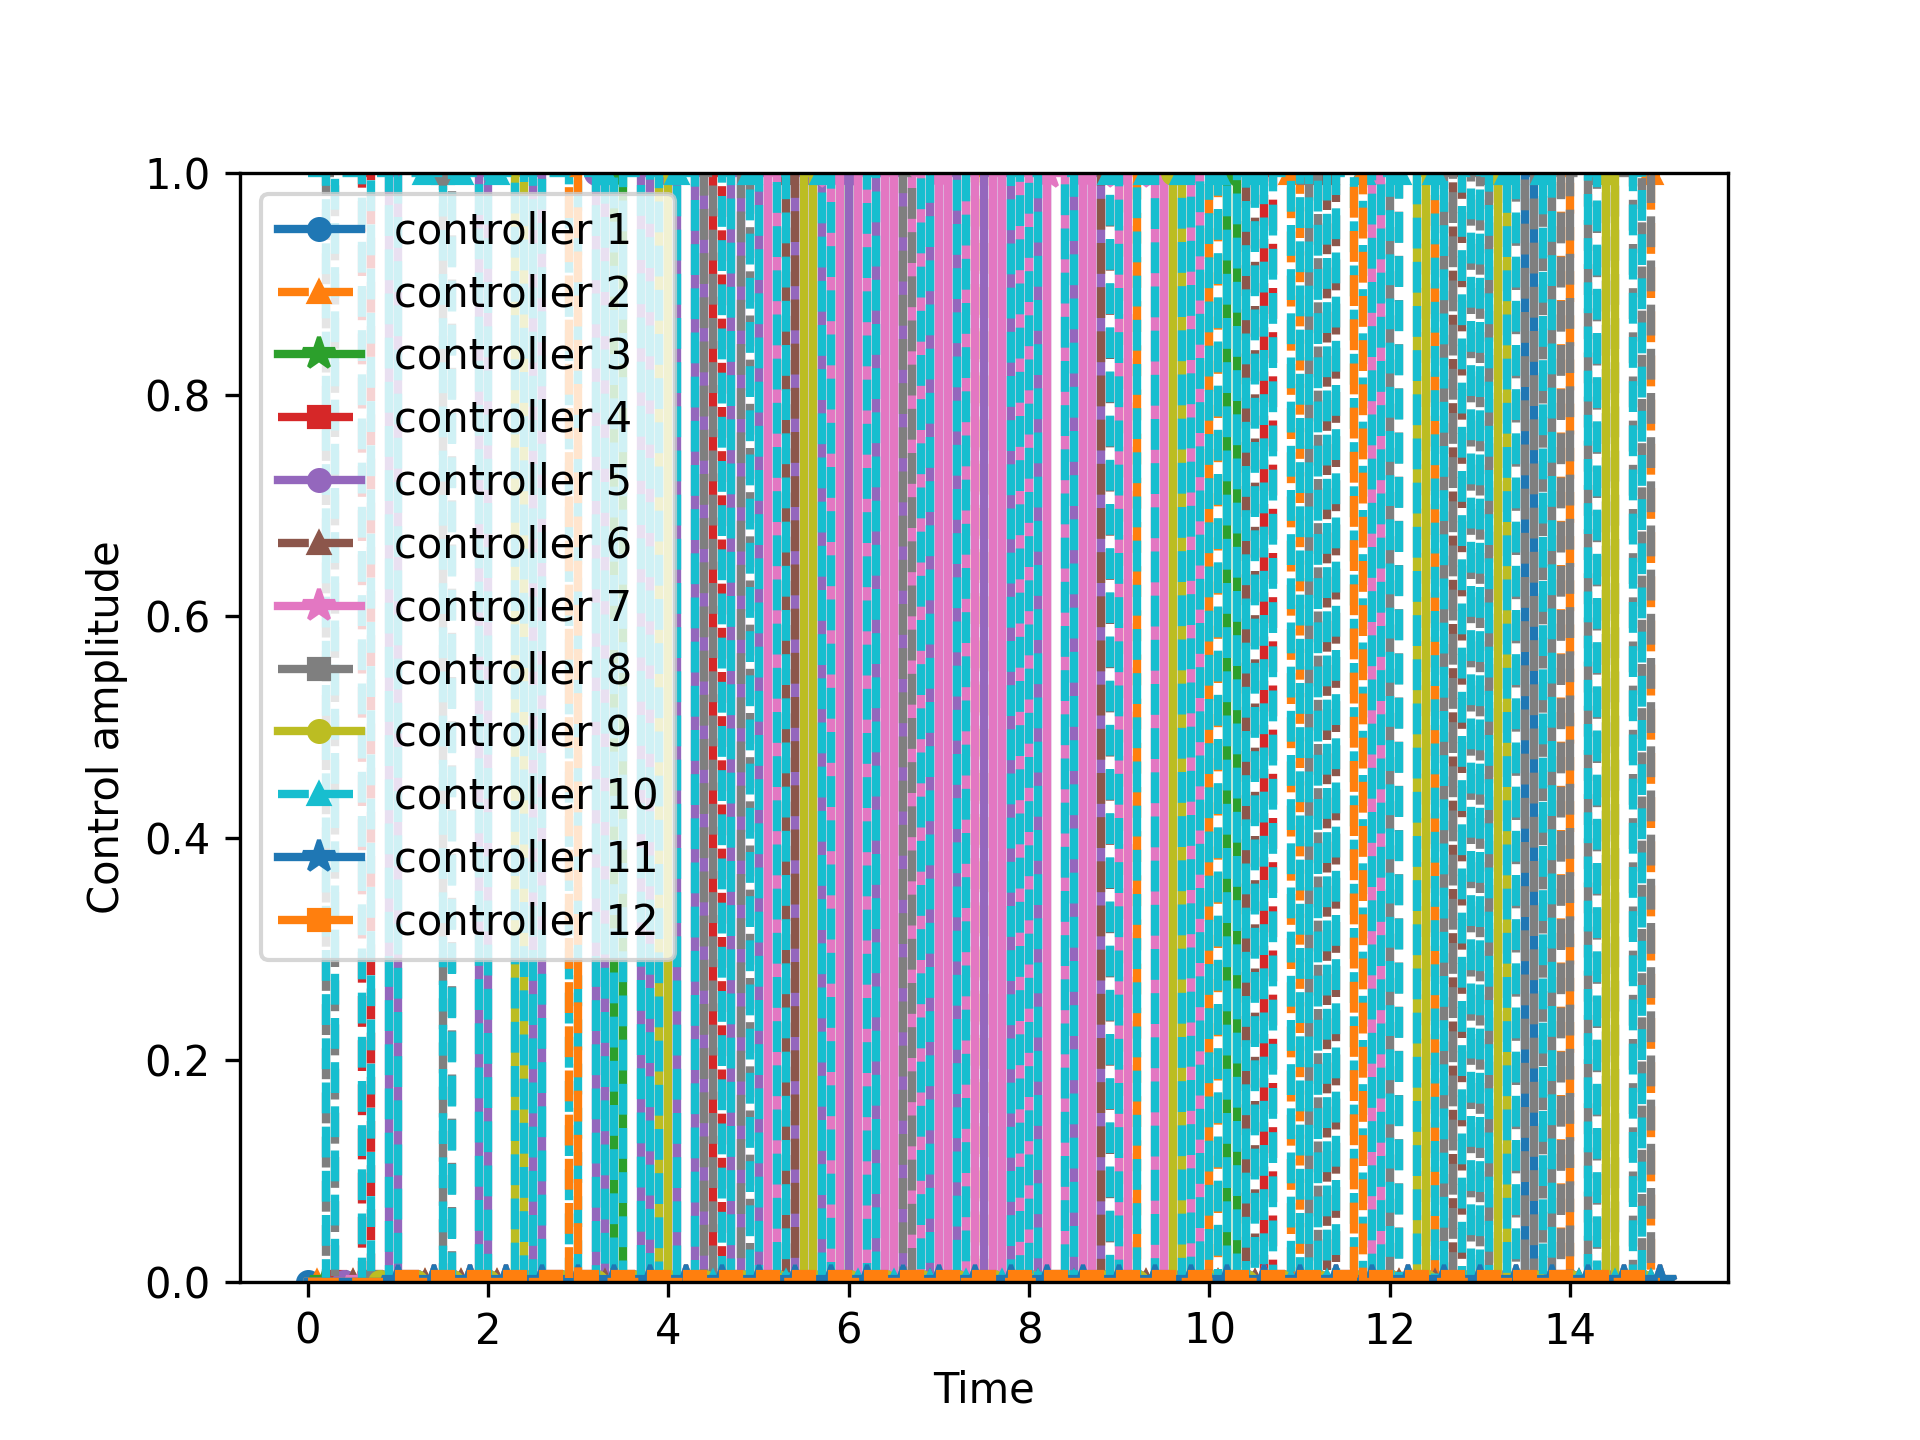 1.0
0.8
0.6
0.4
0.2
0.0
Control amplitude
controller 1
controller 2
controller 3
controller 4
controller 5
controller 6
controller 7
controller 8
controller 9
controller 10
controller 11
controller 12
0 2 4 6 8 10 12 14
Time